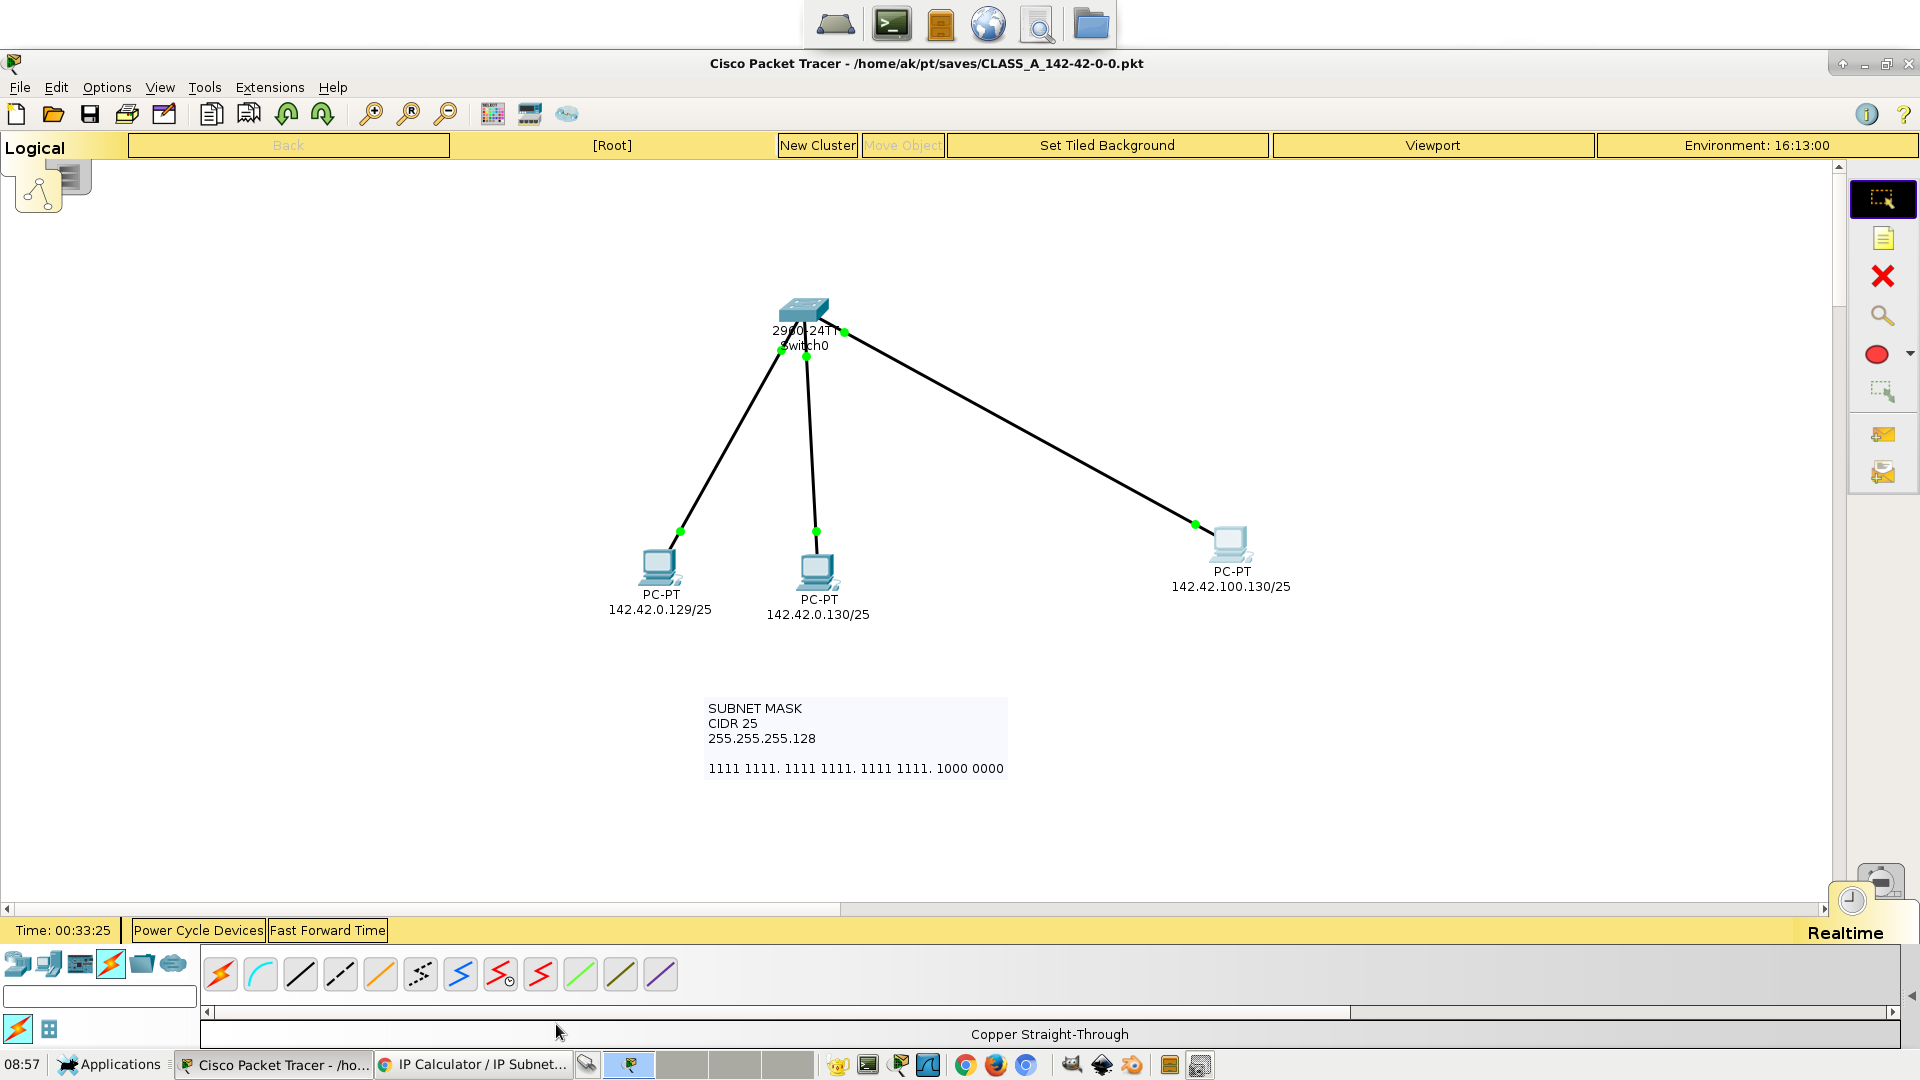 Cisco Packet Tracer - /home/ak/pt/saves/CLASS_A_142-42-0-0.pkt
File Edit Options View Tools Extensions Help
Logical Back [Root] New Cluster Move Object Set Tiled Background Viewport Environment: 16:13:00
2960-24TT
Switch0
PC-PT
142.42.0.129/25
PC-PT
142.42.0.130/25
PC-PT
142.42.100.130/25
SUBNET MASK
CIDR 25
255.255.255.128
1111 1111. 1111 1111. 1111 1111. 1000 0000
Time: 00:33:25 Power Cycle Devices Fast Forward Time Realtime
Copper Straight-Through
08:57 Applications Cisco Packet Tracer - /ho... IP Calculator / IP Subnet...